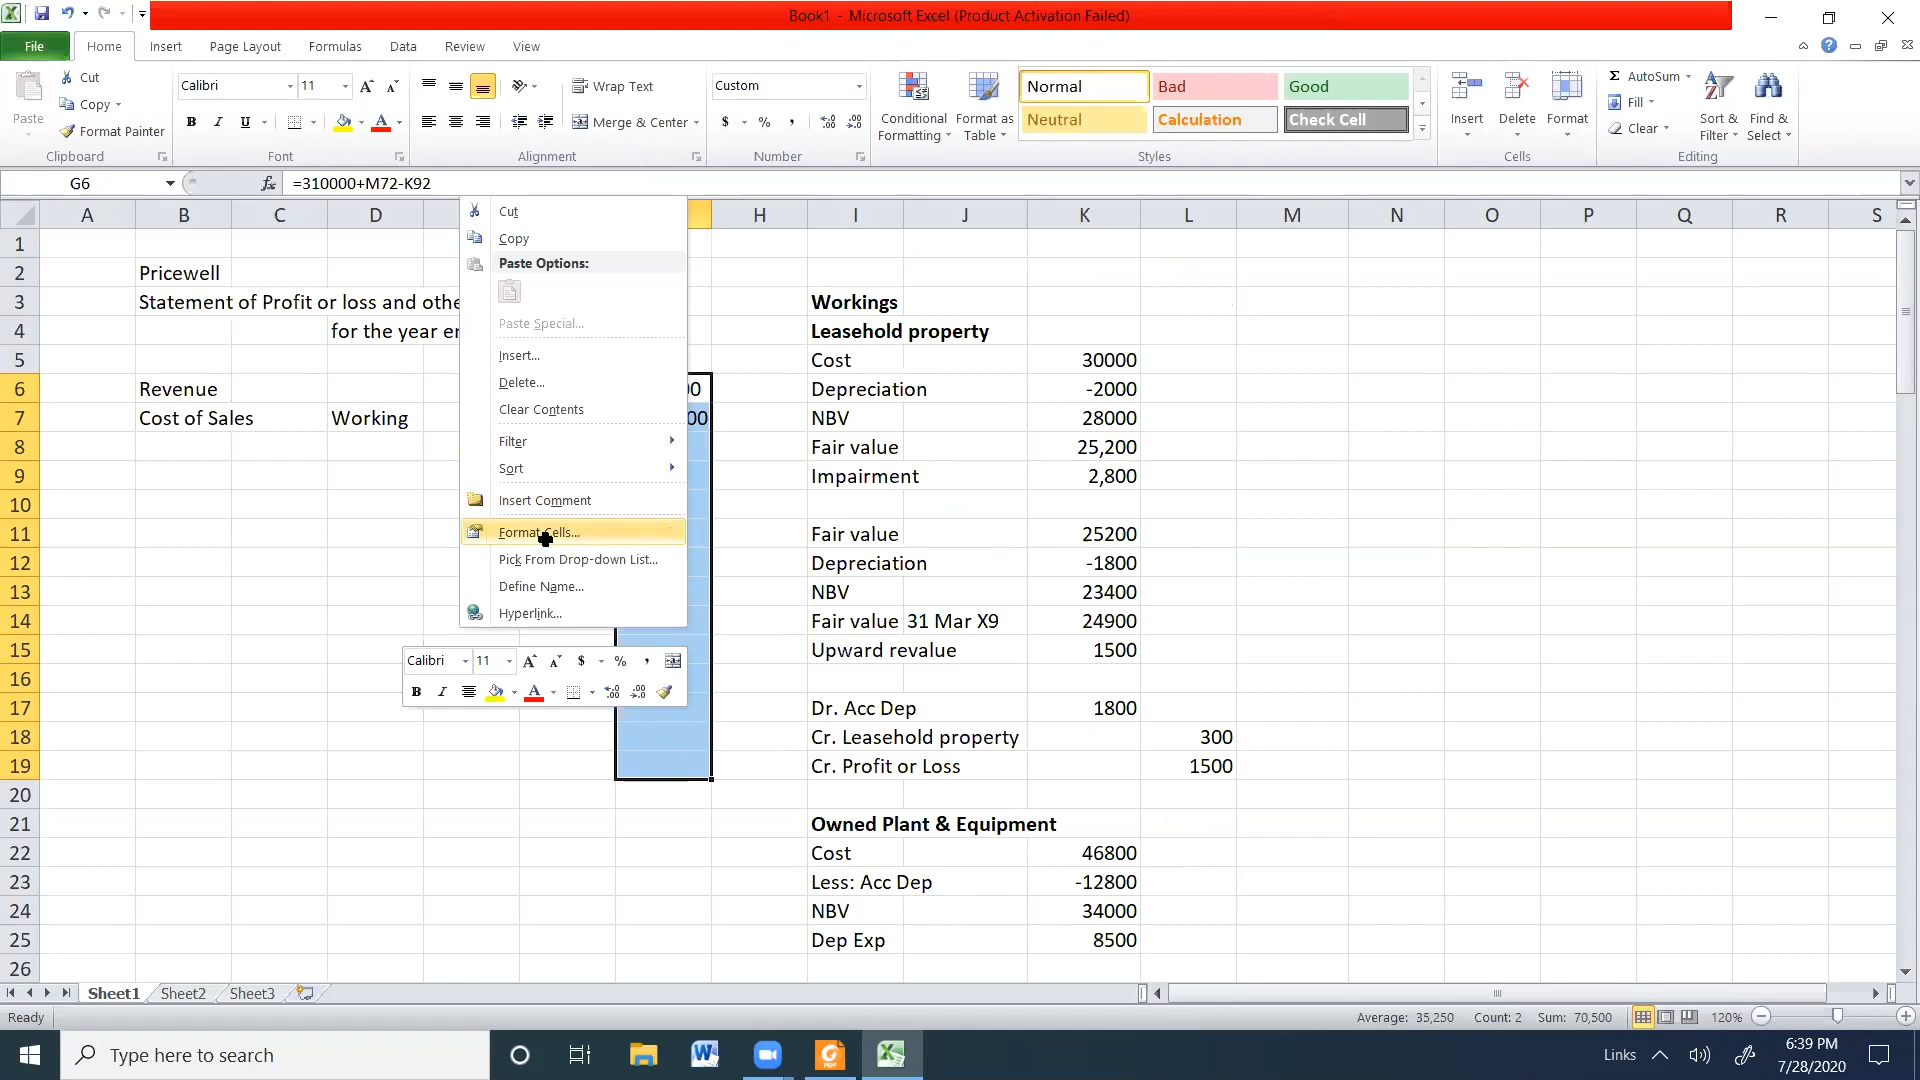 Book1 - Microsoft Excel (Product Activation Failed)
File Home Insert Page Layout Formulas Data Review View
Paste
Cut
Copy
Format Painter
Clipboard
Calibri 11
B I U
Font
Wrap Text
Merge & Center
Alignment
Custom
$ % ,
Number
Conditional Formatting
Format as Table
Normal Bad Good
Neutral Calculation Check Cell
Styles
Insert Delete Format
Cells
Σ AutoSum
Fill
Clear
Sort & Filter
Find & Select
Editing
G6 fx =310000+M72-K92
A B C D H I J K L M N O P Q R S
1
2 Pricewell
3 Statement of Profit or loss and othe Workings
4 for the year en Leasehold property
5 Cost 30000
6 Revenue 00 Depreciation -2000
7 Cost of Sales Working 00 NBV 28000
8 Fair value 25,200
9 Impairment 2,800
10
11 Fair value 25200
12 Depreciation -1800
13 NBV 23400
14 Fair value 31 Mar X9 24900
15 Upward revalue 1500
16
17 Dr. Acc Dep 1800
18 Cr. Leasehold property 300
19 Cr. Profit or Loss 1500
20
21 Owned Plant & Equipment
22 Cost 46800
23 Less: Acc Dep -12800
24 NBV 34000
25 Dep Exp 8500
26
Cut
Copy
Paste Options:
Paste Special...
Insert...
Delete...
Clear Contents
Filter
Sort
Insert Comment
Format Cells...
Pick From Drop-down List...
Define Name...
Hyperlink...
Calibri 11 A A $ % ,
B I A
Sheet1 Sheet2 Sheet3
Ready Average: 35,250 Count: 2 Sum: 70,500 120%
Type here to search
Links
6:39 PM
7/28/2020